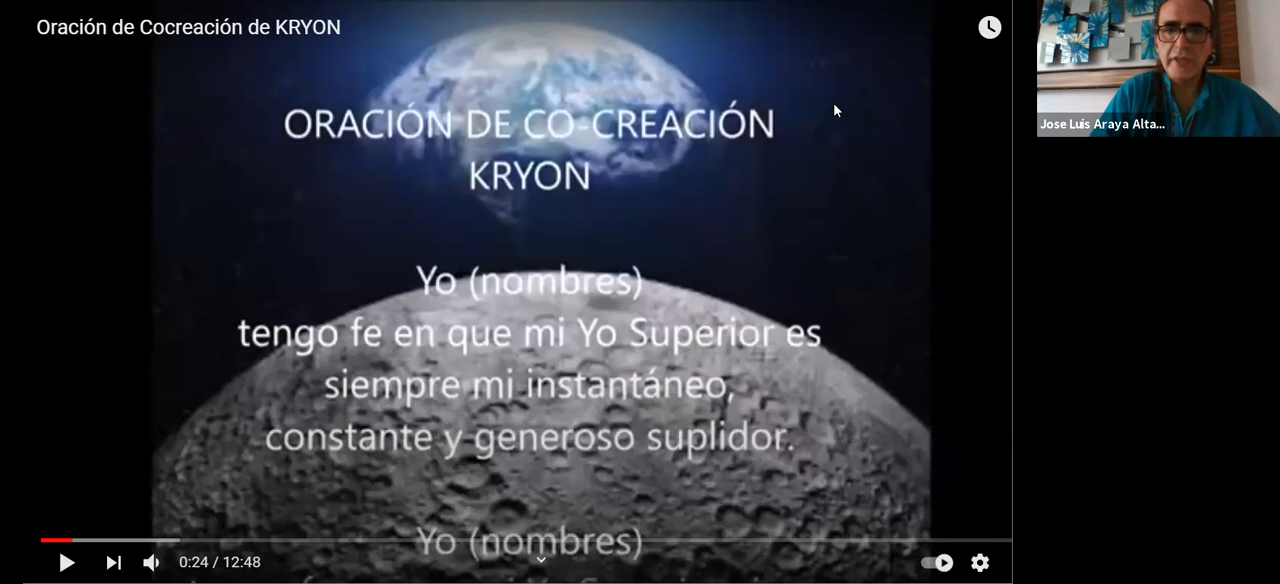 Oración de Cocreación de KRYON
ORACIÓN DE CO-CREACIÓN
KRYON
Yo (nombres)
tengo fe en que mi Yo Superior es
siempre mi instantáneo,
constante y generoso suplidor.
Yo (nombres)
0:24 / 12:48
Jose Luis Araya Alta...